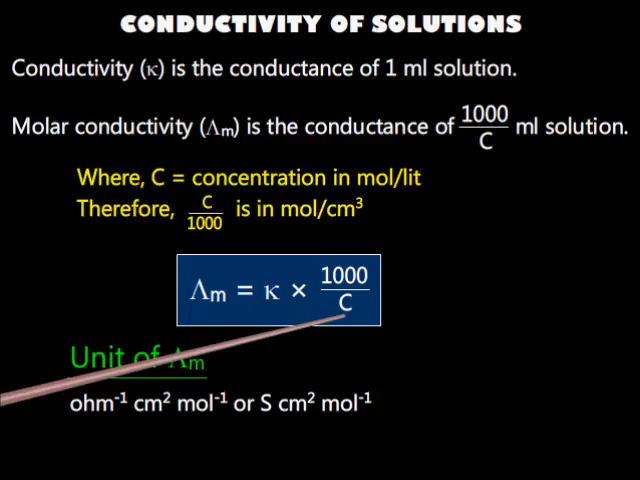 CONDUCTIVITY OF SOLUTIONS
Conductivity (κ) is the conductance of 1 ml solution.
Molar conductivity (Λm) is the conductance of 1000/C ml solution.
Where, C = concentration in mol/lit
Therefore, C/1000 is in mol/cm³
Λm = κ × 1000/C
Unit of Λm
ohm⁻¹ cm² mol⁻¹ or S cm² mol⁻¹